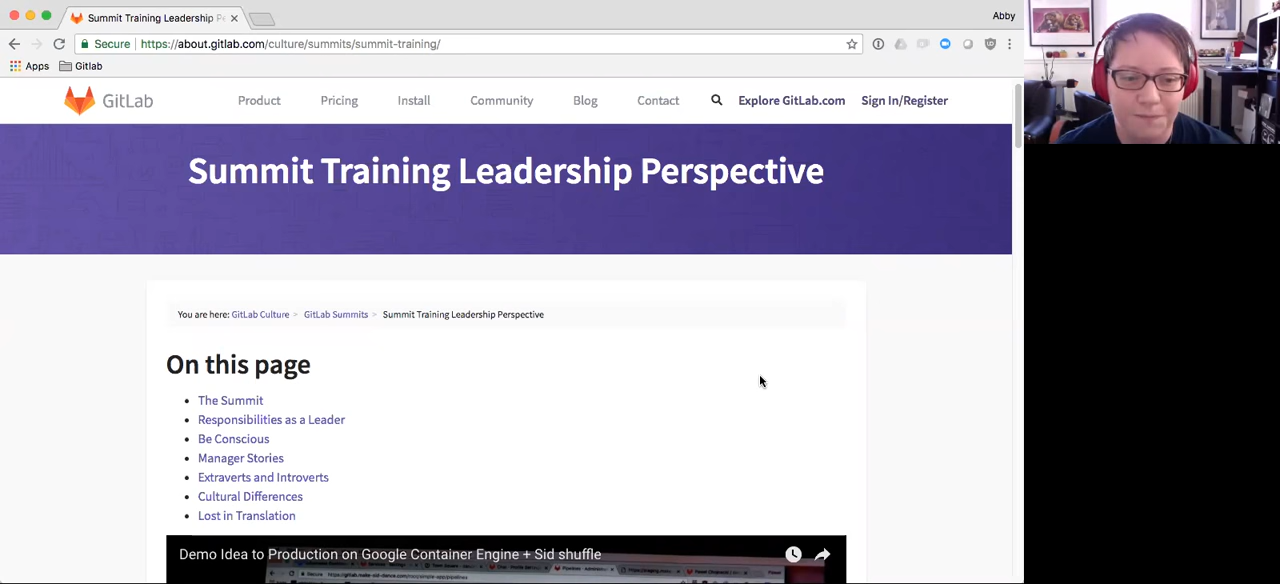 Summit Training Leadership P
Abby
Secure https://about.gitlab.com/culture/summits/summit-training/
Apps Gitlab
GitLab Product Pricing Install Community Blog Contact Explore GitLab.com Sign In/Register
Summit Training Leadership Perspective
You are here: GitLab Culture > GitLab Summits > Summit Training Leadership Perspective
On this page
The Summit
Responsibilities as a Leader
Be Conscious
Manager Stories
Extraverts and Introverts
Cultural Differences
Lost in Translation
Demo Idea to Production on Google Container Engine + Sid shuffle